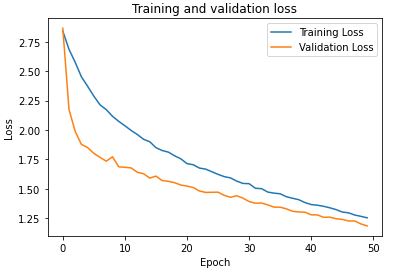 Training and validation loss
Training Loss
Validation Loss
2.75
2.50
2.25
2.00
1.75
1.50
1.25
Loss
0
10
20
30
40
50
Epoch